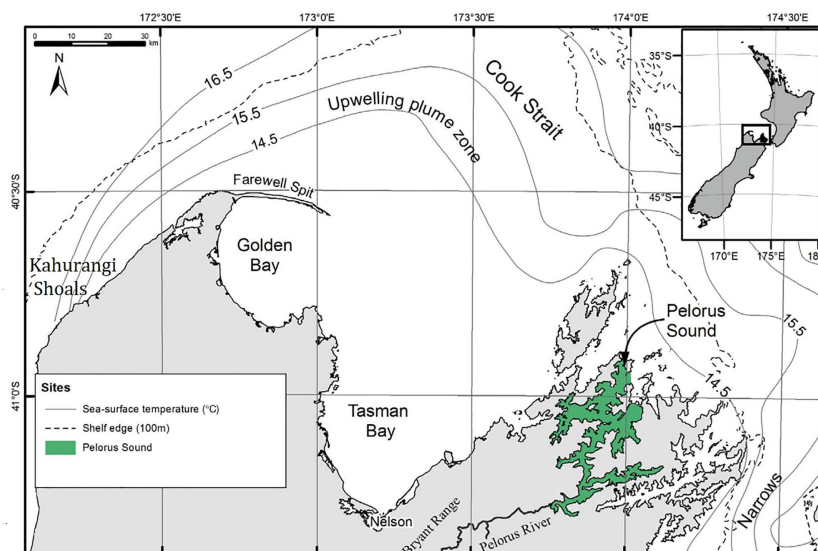 172°30'E
173°0'E
173°30'E
174°0'E
174°30'E
0
10
20
30
km
N
16.5
15.5
14.5
Upwelling plume zone
Cook Strait
35°S
40°S
45°S
170°E
175°E
40°30'S
Farewell Spit
Golden
Bay
Kahurangi
Shoals
Pelorus
Sound
15.5
14.5
Sites
Sea-surface temperature (°C)
Shelf edge (100m)
Pelorus Sound
41°0'S
Tasman
Bay
Nelson
Bryant Range
Pelorus River
Narrows